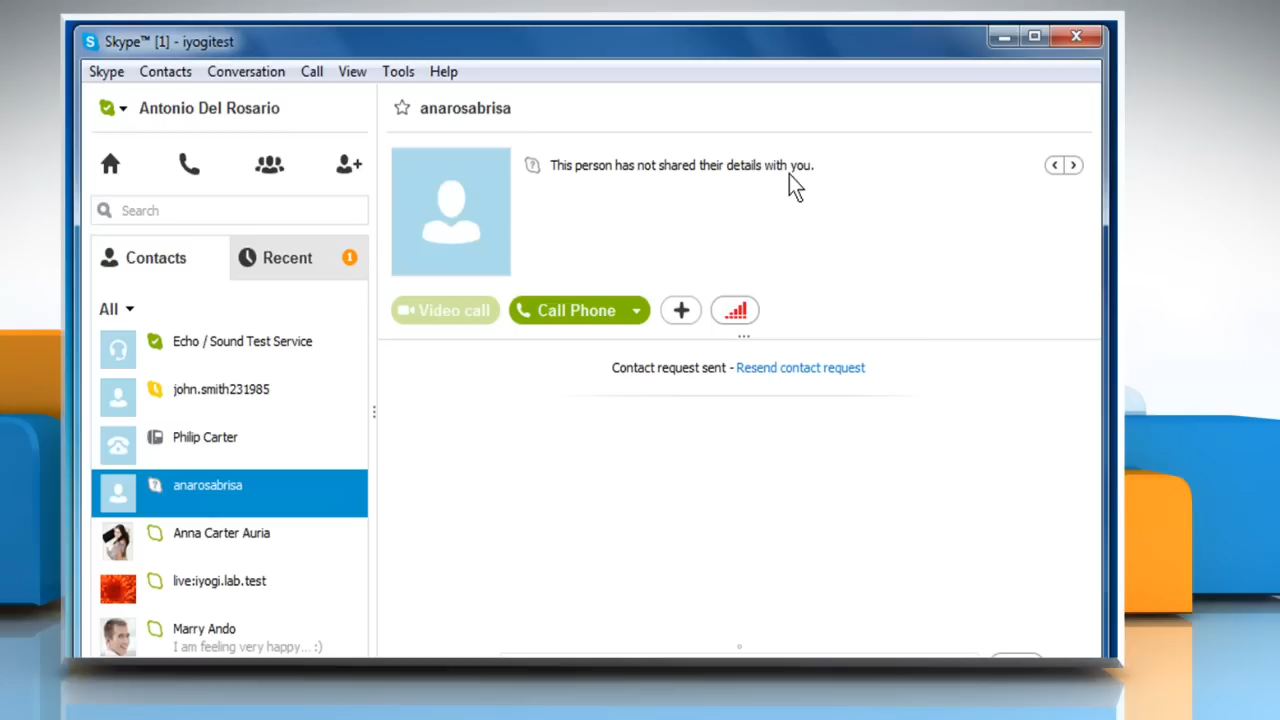 Skype™ [1] - iyogitest
Skype Contacts Conversation Call View Tools Help
Antonio Del Rosario
Search
Contacts
Recent 1
All
Echo / Sound Test Service
john.smith231985
Philip Carter
anarosabrisa
Anna Carter Auria
live:iyogi.lab.test
Marry Ando
I am feeling very happy... :)
anarosabrisa
This person has not shared their details with you.
Video call
Call Phone
Contact request sent - Resend contact request